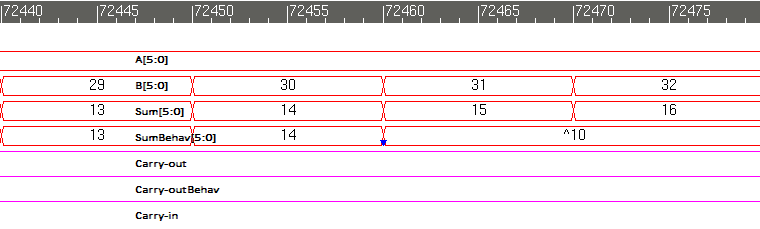 72440 72445 72450 72455 72460 72465 72470 72475
A[5:0]
29 B[5:0] 30 31 32
13 Sum[5:0] 14 15 16
13 SumBehav[5:0] 14 ^10
Carry-out
Carry-outBehav
Carry-in